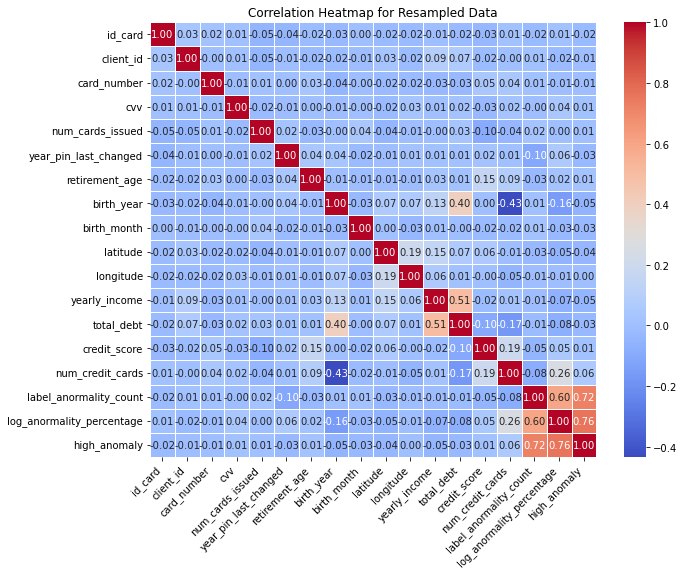 Correlation Heatmap for Resampled Data
id_card 1.00 0.03 0.02 0.01 -0.05 -0.04 -0.02 -0.03 0.00 -0.02 -0.02 -0.01 -0.02 -0.03 0.01 -0.02 0.01 -0.02
client_id 0.03 1.00 -0.00 0.01 -0.05 -0.01 -0.02 -0.02 -0.01 0.03 -0.02 0.09 0.07 -0.02 -0.00 0.01 -0.02 -0.01
card_number 0.02 -0.00 1.00 -0.01 0.01 0.00 0.03 -0.04 -0.00 -0.02 -0.02 -0.03 -0.03 0.05 0.04 0.01 -0.01 -0.01
cvv 0.01 0.01 -0.01 1.00 -0.02 -0.01 0.00 -0.01 -0.00 -0.02 0.03 0.01 0.02 -0.03 0.02 -0.00 0.04 0.01
num_cards_issued -0.05 -0.05 0.01 -0.02 1.00 0.02 -0.03 -0.00 0.04 -0.04 -0.01 -0.00 0.03 -0.10 -0.04 0.02 0.00 0.01
year_pin_last_changed -0.04 -0.01 0.00 -0.01 0.02 1.00 0.04 0.04 -0.02 -0.01 0.01 0.01 0.01 0.02 0.01 -0.10 0.06 -0.03
retirement_age -0.02 -0.02 0.03 0.00 -0.03 0.04 1.00 -0.01 -0.01 -0.01 -0.01 0.03 0.01 0.15 0.09 -0.03 0.02 0.01
birth_year -0.03 -0.02 -0.04 -0.01 -0.00 0.04 -0.01 1.00 -0.03 0.07 0.07 0.13 0.40 0.00 -0.43 0.01 -0.16 -0.05
birth_month 0.00 -0.01 -0.00 -0.00 0.04 -0.02 -0.01 -0.03 1.00 0.00 -0.03 0.01 -0.00 -0.02 -0.02 0.01 -0.03 -0.03
latitude -0.02 0.03 -0.02 -0.02 -0.04 -0.01 -0.01 0.07 0.00 1.00 0.19 0.15 0.07 0.06 -0.01 -0.03 -0.05 -0.04
longitude -0.02 -0.02 -0.02 0.03 -0.01 0.01 -0.01 0.07 -0.03 0.19 1.00 0.06 0.01 -0.00 -0.05 -0.01 -0.01 0.00
yearly_income -0.01 0.09 -0.03 0.01 -0.00 0.01 0.03 0.13 0.01 0.15 0.06 1.00 0.51 -0.02 0.01 -0.01 -0.07 -0.05
total_debt -0.02 0.07 -0.03 0.02 0.03 0.01 0.01 0.40 -0.00 0.07 0.01 0.51 1.00 -0.10 -0.17 -0.01 -0.08 -0.03
credit_score -0.03 -0.02 0.05 -0.03 -0.10 0.02 0.15 0.00 -0.02 0.06 -0.00 -0.02 -0.10 1.00 0.19 -0.05 0.05 0.01
num_credit_cards 0.01 -0.00 0.04 0.02 -0.04 0.01 0.09 -0.43 -0.02 -0.01 -0.05 0.01 -0.17 0.19 1.00 -0.08 0.26 0.06
label_anormality_count -0.02 0.01 0.01 -0.00 0.02 -0.10 -0.03 0.01 0.01 -0.03 -0.01 -0.01 -0.01 -0.05 -0.08 1.00 0.60 0.72
log_anormality_percentage 0.01 -0.02 -0.01 0.04 0.00 0.06 0.02 -0.16 -0.03 -0.05 -0.01 -0.07 -0.08 0.05 0.26 0.60 1.00 0.76
high_anomaly -0.02 -0.01 -0.01 0.01 0.01 -0.03 0.01 -0.05 -0.03 -0.04 0.00 -0.05 -0.03 0.01 0.06 0.72 0.76 1.00
id_card
client_id
card_number
cvv
num_cards_issued
year_pin_last_changed
retirement_age
birth_year
birth_month
latitude
longitude
yearly_income
total_debt
credit_score
num_credit_cards
label_anormality_count
log_anormality_percentage
high_anomaly
1.0
0.8
0.6
0.4
0.2
0.0
−0.2
−0.4